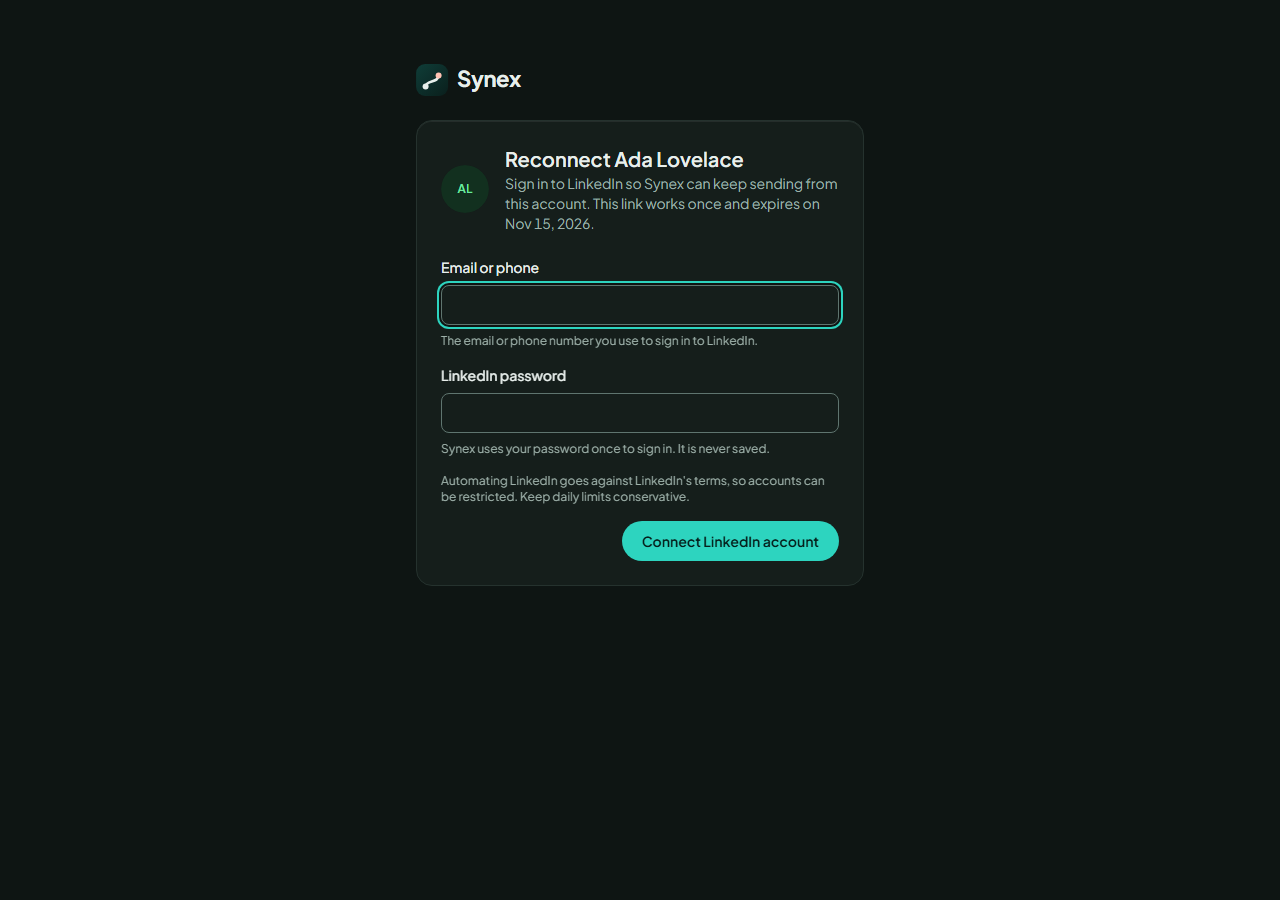 Synex
AL
Reconnect Ada Lovelace
Sign in to LinkedIn so Synex can keep sending from
this account. This link works once and expires on
Nov 15, 2026.
Email or phone
The email or phone number you use to sign in to LinkedIn.
LinkedIn password
Synex uses your password once to sign in. It is never saved.
Automating LinkedIn goes against LinkedIn's terms, so accounts can
be restricted. Keep daily limits conservative.
Connect LinkedIn account